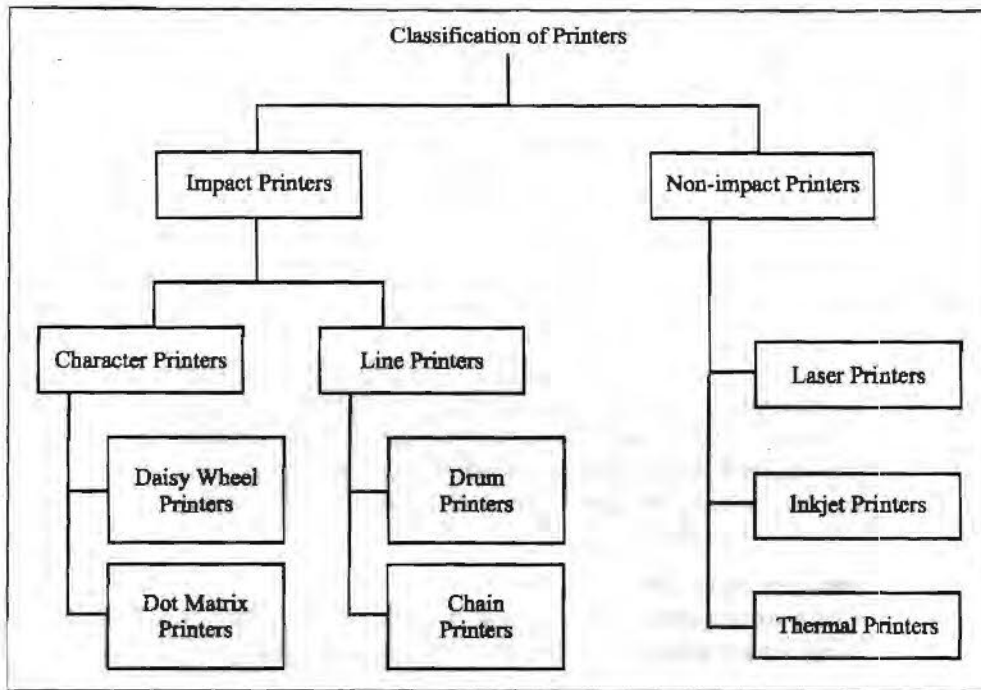 Classification of Printers
Impact Printers
Non-impact Printers
Character Printers
Line Printers
Laser Printers
Daisy Wheel
Printers
Drum
Printers
Inkjet Printers
Dot Matrix
Printers
Chain
Printers
Thermal Printers